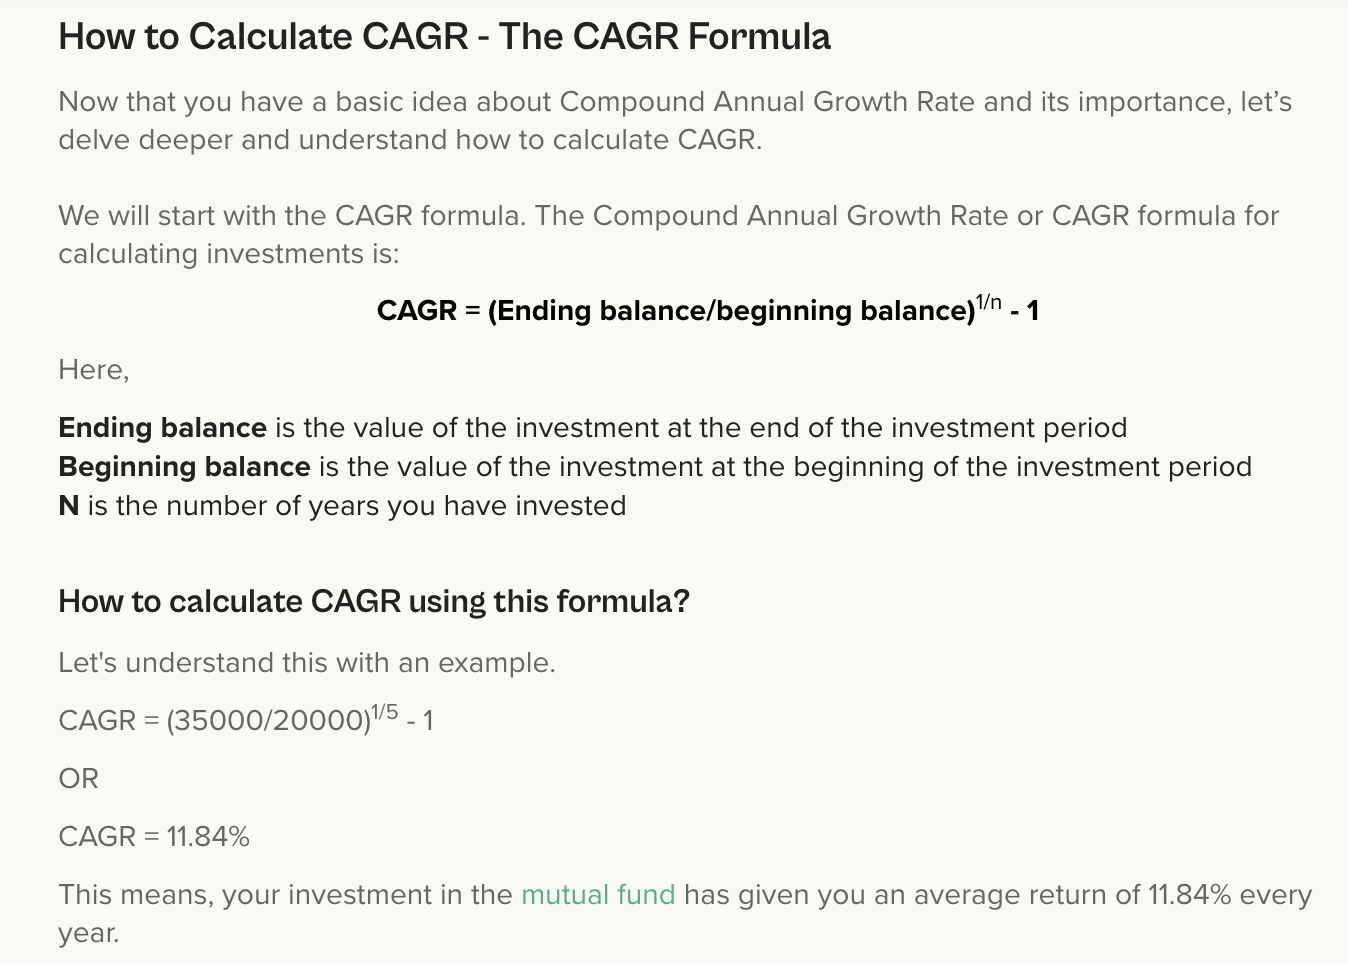 How to Calculate CAGR - The CAGR Formula
Now that you have a basic idea about Compound Annual Growth Rate and its importance, let’s
delve deeper and understand how to calculate CAGR.
We will start with the CAGR formula. The Compound Annual Growth Rate or CAGR formula for
calculating investments is:
CAGR = (Ending balance/beginning balance)^1/n - 1
Here,
Ending balance is the value of the investment at the end of the investment period
Beginning balance is the value of the investment at the beginning of the investment period
N is the number of years you have invested
How to calculate CAGR using this formula?
Let's understand this with an example.
CAGR = (35000/20000)^1/5 - 1
OR
CAGR = 11.84%
This means, your investment in the mutual fund has given you an average return of 11.84% every
year.